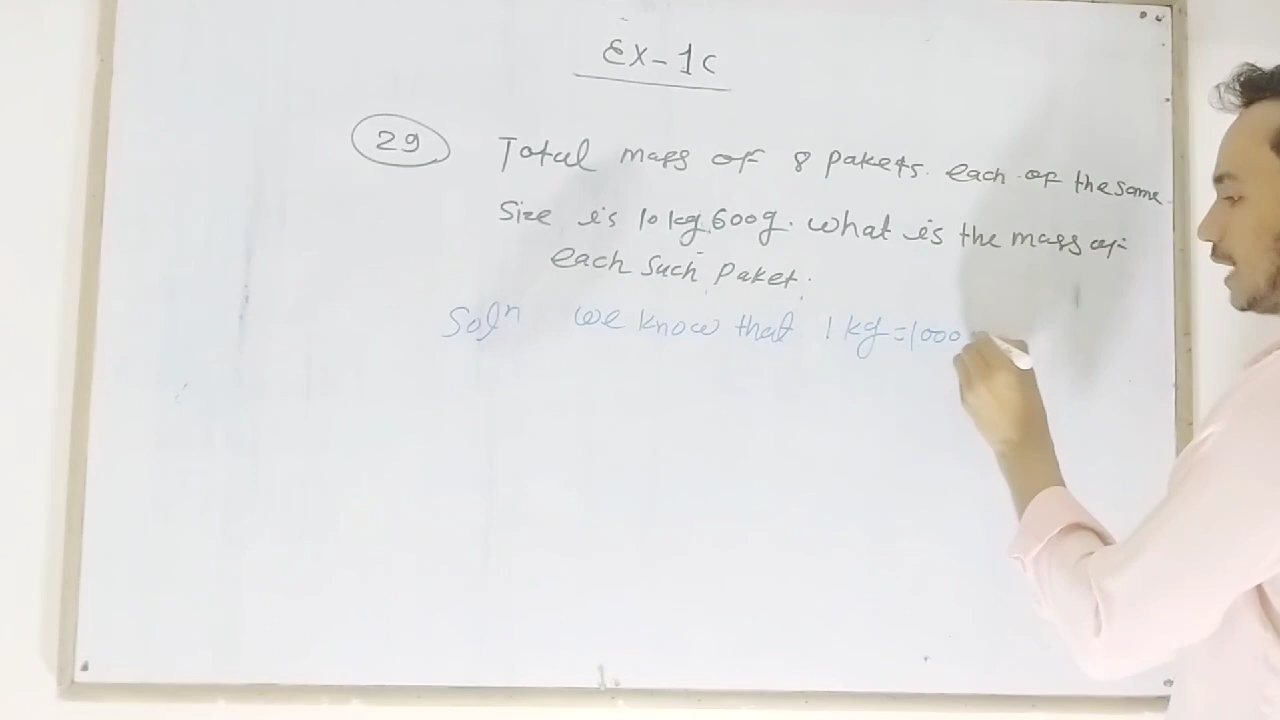 EX-1C
29 Total mass of 8 pakets. each of the same
Size is 10 kg, 600g. what is the mass of
each such Paket.
Solⁿ we know that 1 kg = 1000